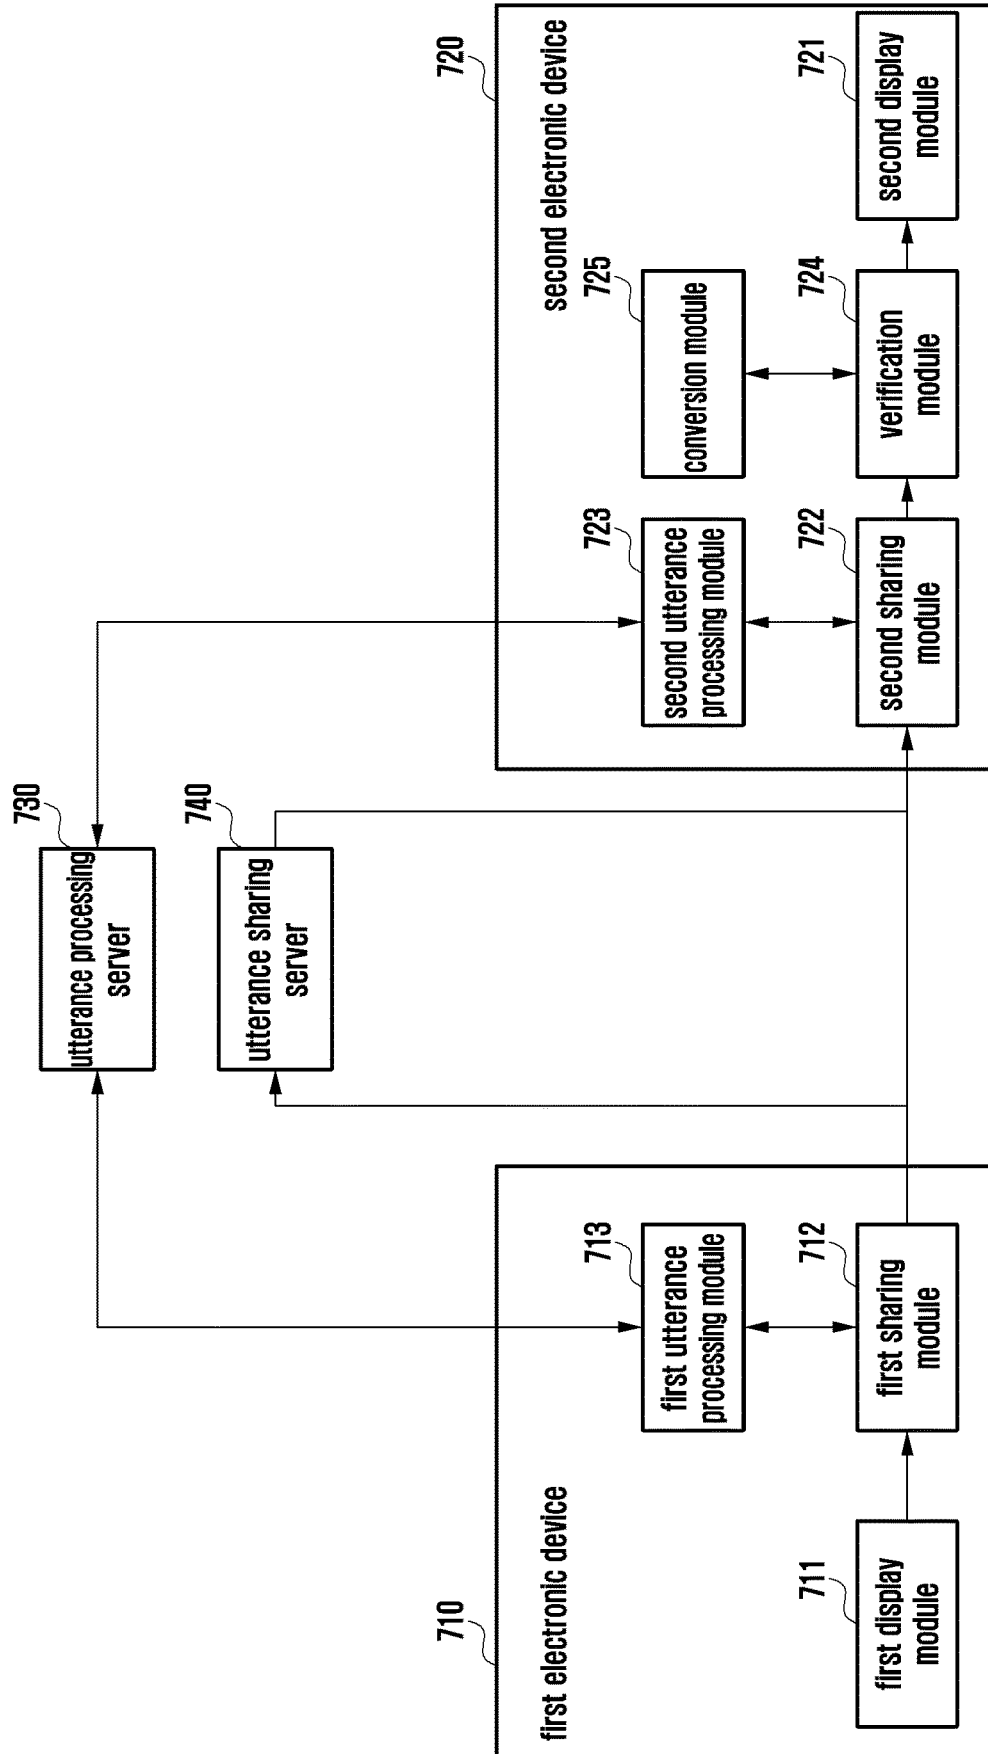 730
utterance processing
server
740
utterance sharing
server
710
first electronic device
713
first utterance
processing module
711
first display
module
712
first sharing
module
720
second electronic device
723
second utterance
processing module
725
conversion module
722
second sharing
module
724
verification
module
721
second display
module